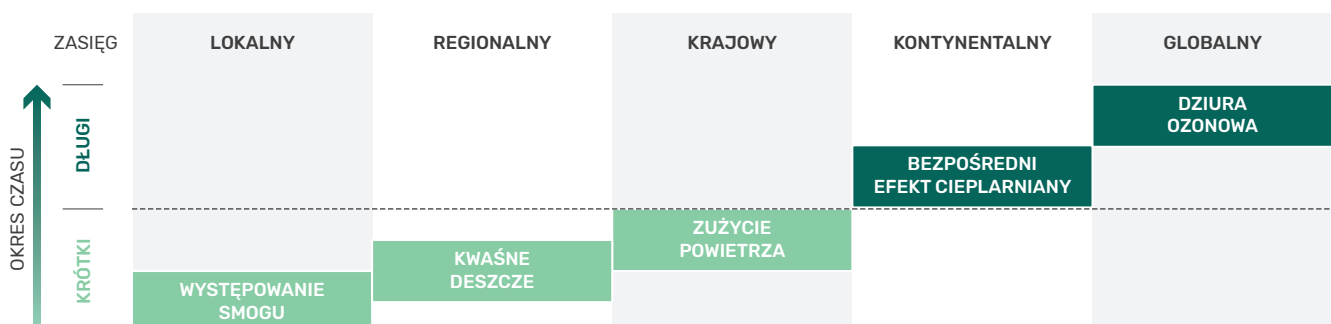 ZASIĘG
LOKALNY
REGIONALNY
KRAJOWY
KONTYNENTALNY
GLOBALNY
OKRES CZASU
DŁUGI
KRÓTKI
DZIURA
OZONOWA
BEZPOŚREDNI
EFEKT CIEPLARNIANY
ZUŻYCIE
POWIETRZA
KWAŚNE
DESZCZE
WYSTĘPOWANIE
SMOGU